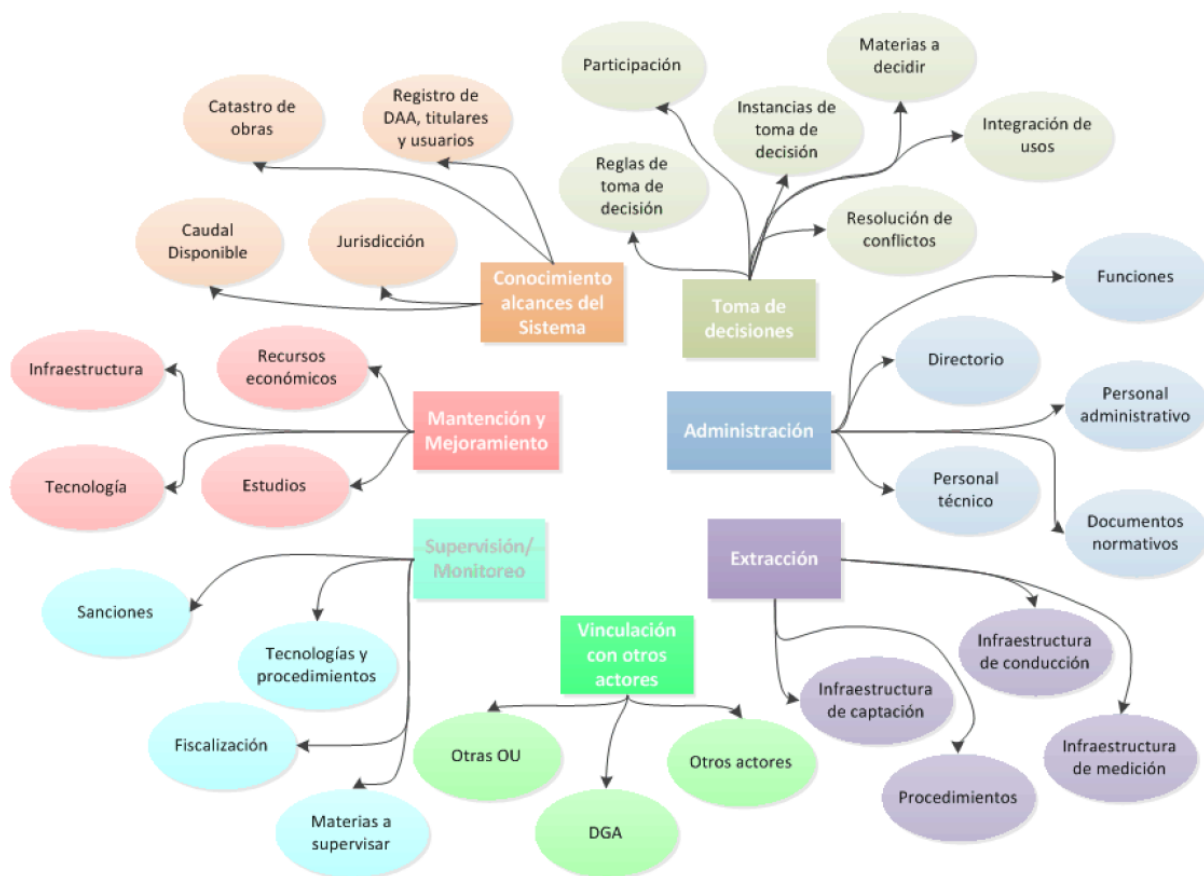 Materias a
decidir
Participación
Registro de
DAA, titulares
y usuarios
Catastro de
obras
Instancias de
toma de
decisión
Integración de
usos
Reglas de
toma de
decisión
Caudal
Disponible
Jurisdicción
Resolución de
conflictos
Conocimiento
alcances del
Sistema
Toma de
decisiones
Funciones
Infraestructura
Recursos
económicos
Directorio
Mantención y
Mejoramiento
Administración
Personal
administrativo
Tecnología
Estudios
Personal
técnico
Documentos
normativos
Supervisión/
Monitoreo
Extracción
Sanciones
Tecnologías y
procedimientos
Vinculación
con otros
actores
Infraestructura
de conducción
Infraestructura
de captación
Fiscalización
Otras OU
Otros actores
Infraestructura
de medición
Procedimientos
Materias a
supervisar
DGA